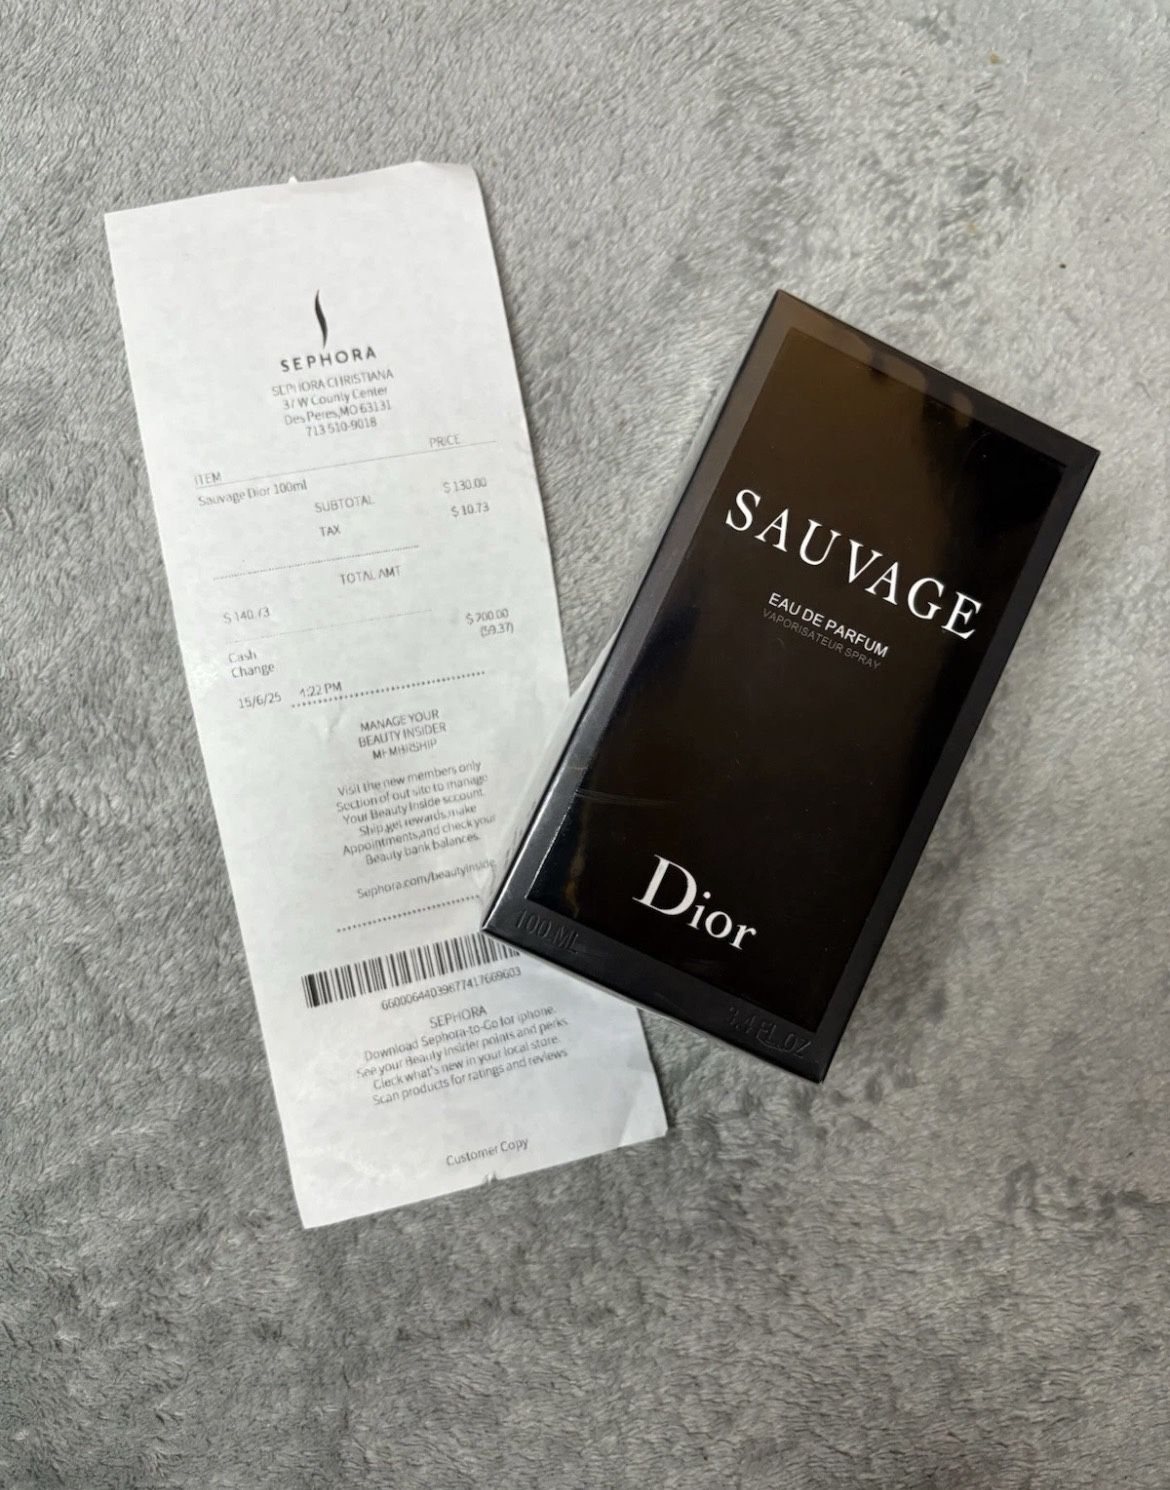 SEPHORA
SEPHORA CHRISTIANA
37 W County Center
Des Peres,MO 63131
713 510-9018
ITEM PRICE
Sauvage Dior 100ml
SUBTOTAL $ 130.00
TAX $ 10.73
TOTAL AMT
$ 140.73
$ 200.00
(59.37)
Cash
Change
15/6/25 4:22 PM
MANAGE YOUR
BEAUTY INSIDER
MEMBRSHIP
Visit the new members only
Section of out site to manage
Your Beauty Inside sccount.
Ship,get rewards,make
Appointments,and check your
Beauty bank balances.
Sephora.com/beautyinside
66000644039677417669603
SEPHORA
Download Sephora-to-Go for iphone.
See your Beauty Insider points and perks
Cleck what's new in your local store.
Scan products for ratings and reviews
Customer Copy
SAUVAGE
EAU DE PARFUM
VAPORISATEUR SPRAY
Dior
100 ML
3.4 FL.OZ